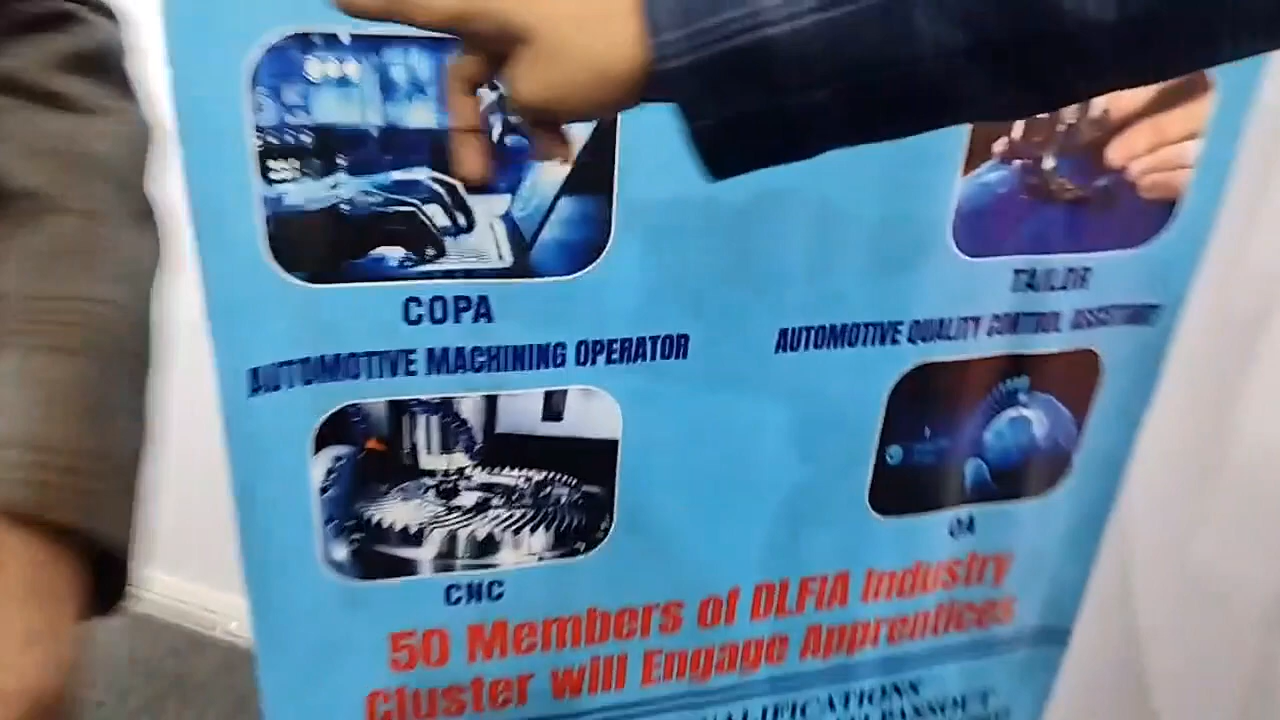 COPA
TAILOR
AUTOMOTIVE MACHINING OPERATOR
AUTOMOTIVE QUALITY CONTROL ASSISTANT
CNC
QA
50 Members of DLFIA Industry
Cluster will Engage Apprentices